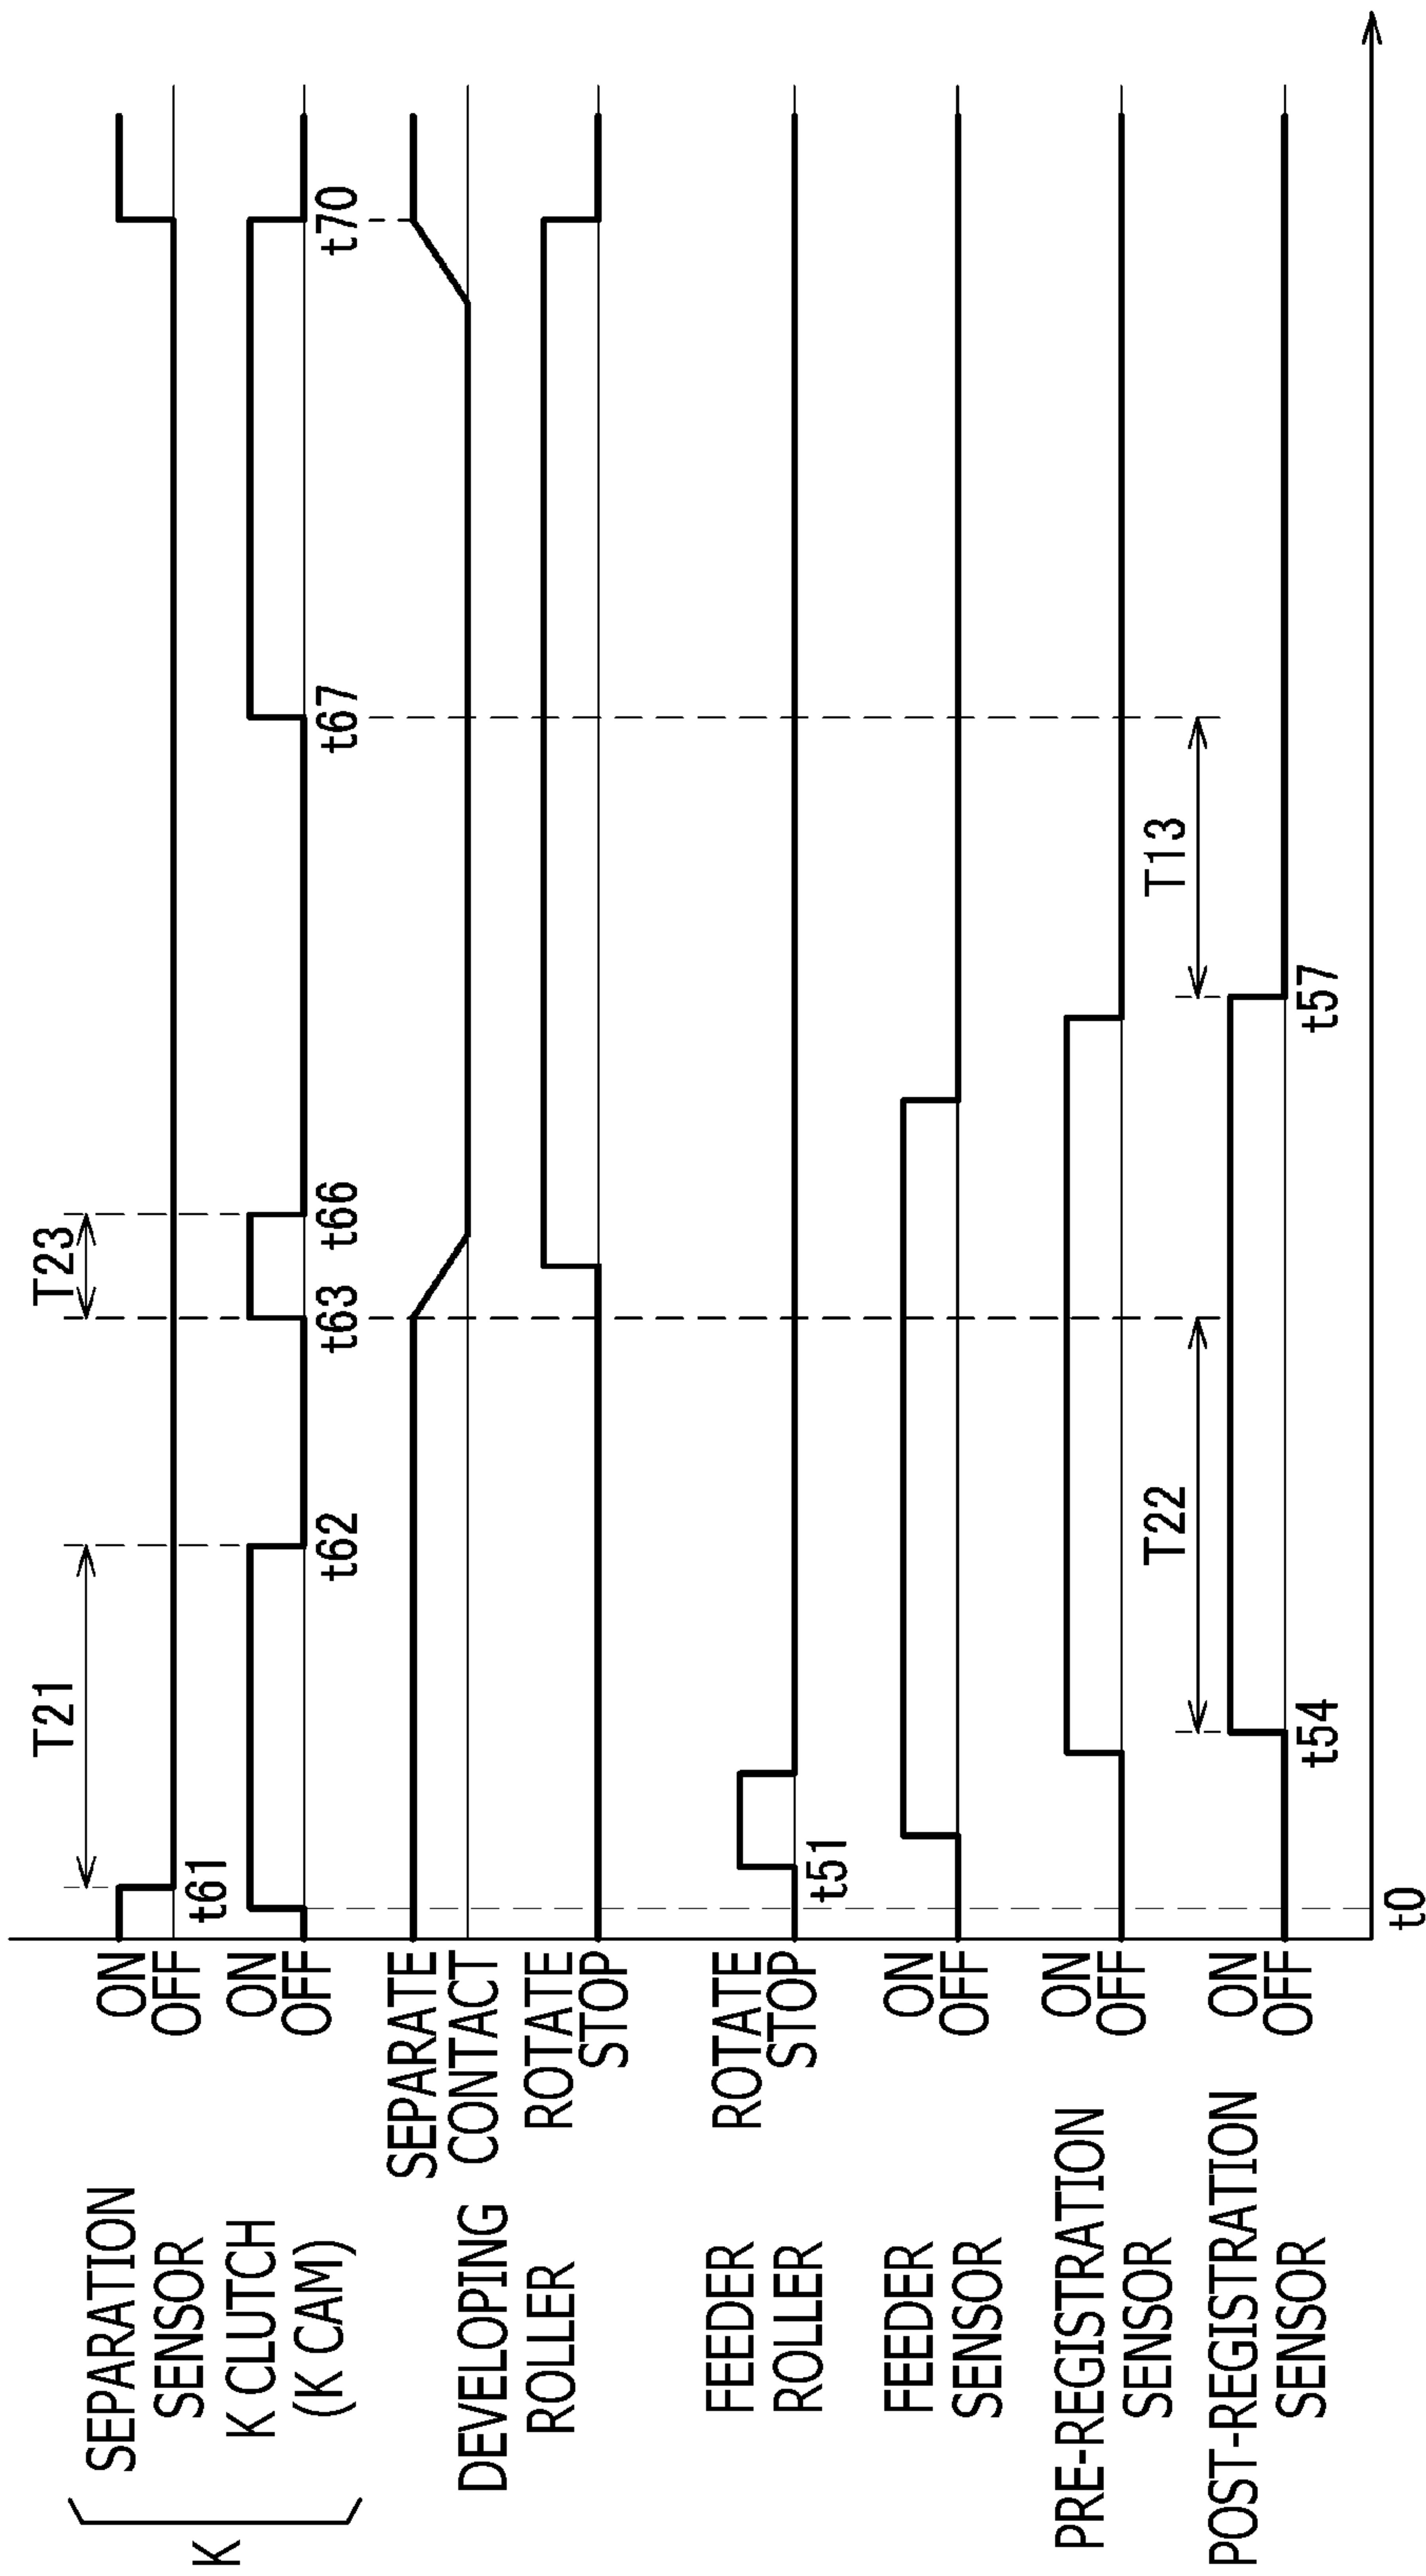 T21
T23
K
SEPARATION
SENSOR
ON
OFF
t61
K CLUTCH
(K CAM)
ON
OFF
t62
t63
t66
t67
t70
DEVELOPING
ROLLER
SEPARATE
CONTACT
ROTATE
STOP
FEEDER
ROLLER
ROTATE
STOP
t51
FEEDER
SENSOR
ON
OFF
PRE-REGISTRATION
SENSOR
ON
OFF
T22
T13
POST-REGISTRATION
SENSOR
ON
OFF
t54
t57
t0